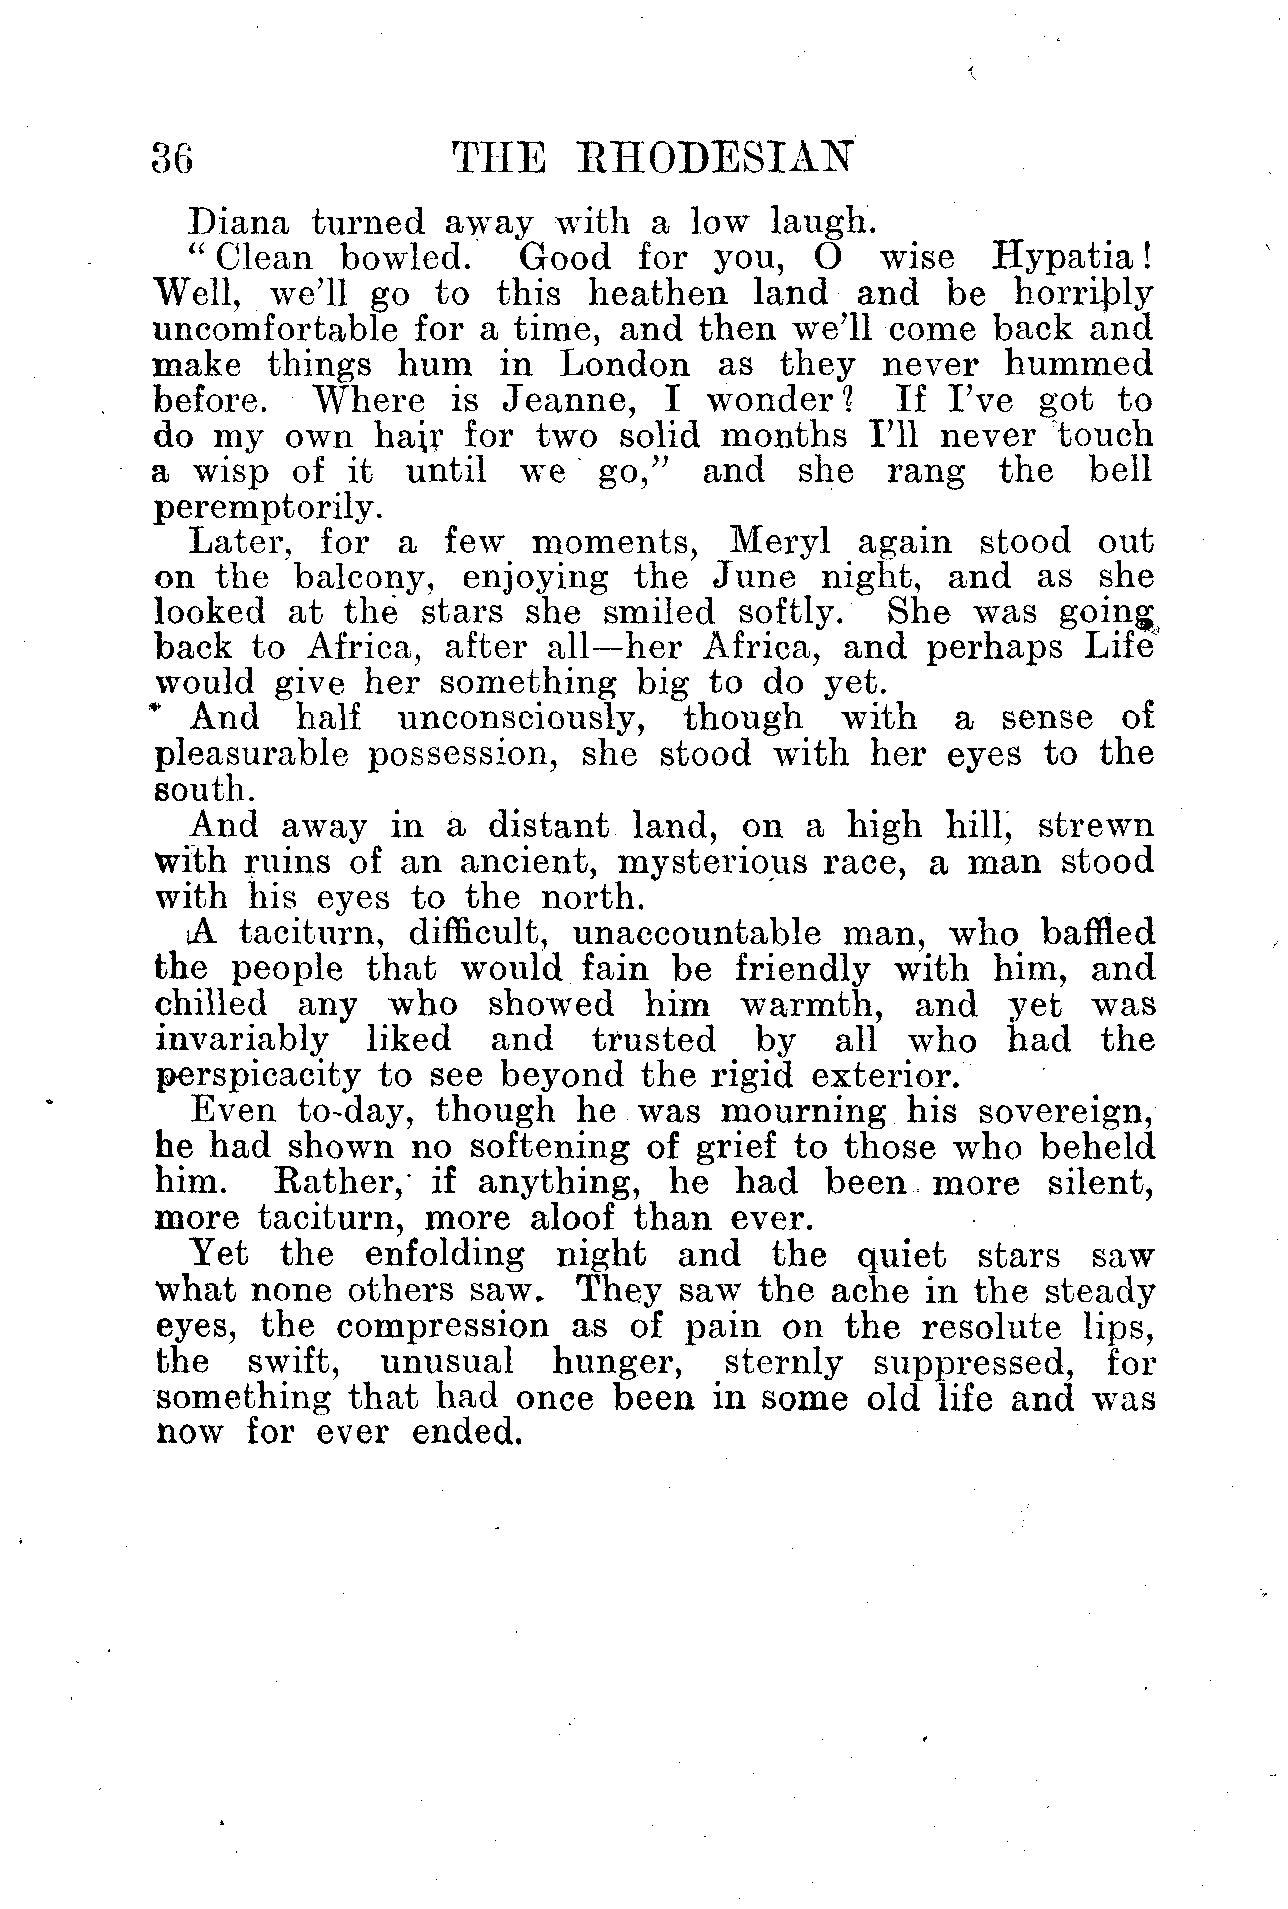 36 THE RHODESIAN
Diana turned away with a low laugh.
“Clean bowled. Good for you, O wise Hypatia!
Well, we’ll go to this heathen land and be horribly
uncomfortable for a time, and then we’ll come back and
make things hum in London as they never hummed
before. Where is Jeanne, I wonder? If I’ve got to
do my own hair for two solid months I’ll never touch
a wisp of it until we go,” and she rang the bell
peremptorily.
Later, for a few moments, Meryl again stood out
on the balcony, enjoying the June night, and as she
looked at the stars she smiled softly. She was going
back to Africa, after all—her Africa, and perhaps Life
would give her something big to do yet.
And half unconsciously, though with a sense of
pleasurable possession, she stood with her eyes to the
south.
And away in a distant land, on a high hill, strewn
with ruins of an ancient, mysterious race, a man stood
with his eyes to the north.
A taciturn, difficult, unaccountable man, who baffled
the people that would fain be friendly with him, and
chilled any who showed him warmth, and yet was
invariably liked and trusted by all who had the
perspicacity to see beyond the rigid exterior.
Even to-day, though he was mourning his sovereign,
he had shown no softening of grief to those who beheld
him. Rather, if anything, he had been more silent,
more taciturn, more aloof than ever.
Yet the enfolding night and the quiet stars saw
what none others saw. They saw the ache in the steady
eyes, the compression as of pain on the resolute lips,
the swift, unusual hunger, sternly suppressed, for
something that had once been in some old life and was
now for ever ended.